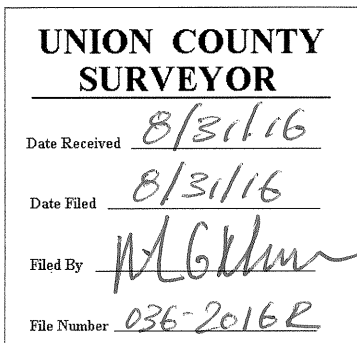 UNION COUNTY
SURVEYOR
Date Received 8/31/16
Date Filed 8/31/16
Filed By
File Number 036-2016R